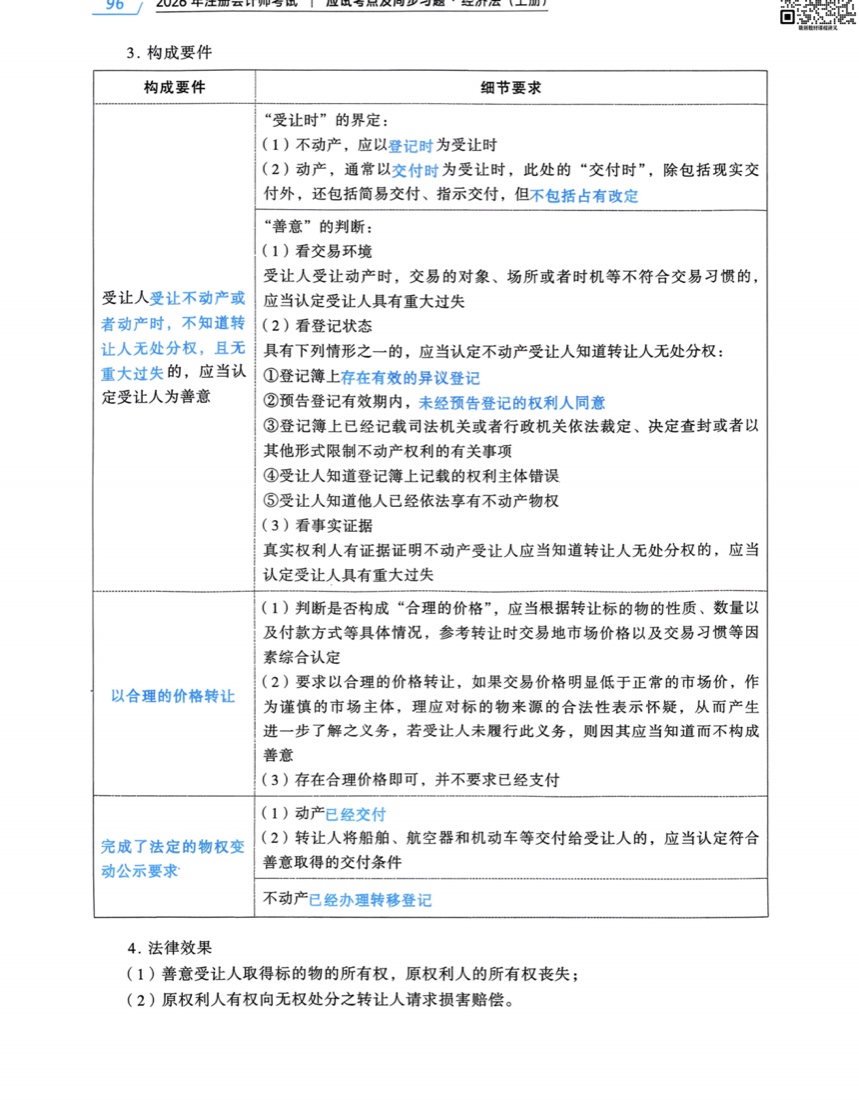 96
2026 年注册会计师考试 | 应试考点及同步习题·经济法（上册）
3. 构成要件
构成要件
细节要求
受让人受让不动产或
者动产时，不知道转
让人无处分权，且无
重大过失的，应当认
定受让人为善意
“受让时”的界定：
（1）不动产，应以登记时为受让时
（2）动产，通常以交付时为受让时，此处的“交付时”，除包括现实交
付外，还包括简易交付、指示交付，但不包括占有改定
“善意”的判断：
（1）看交易环境
受让人受让动产时，交易的对象、场所或者时机等不符合交易习惯的，
应当认定受让人具有重大过失
（2）看登记状态
具有下列情形之一的，应当认定不动产受让人知道转让人无处分权：
①登记簿上存在有效的异议登记
②预告登记有效期内，未经预告登记的权利人同意
③登记簿上已经记载司法机关或者行政机关依法裁定、决定查封或者以
其他形式限制不动产权利的有关事项
④受让人知道登记簿上记载的权利主体错误
⑤受让人知道他人已经依法享有不动产物权
（3）看事实证据
真实权利人有证据证明不动产受让人应当知道转让人无处分权的，应当
认定受让人具有重大过失
以合理的价格转让
（1）判断是否构成“合理的价格”，应当根据转让标的物的性质、数量以
及付款方式等具体情况，参考转让时交易地市场价格以及交易习惯等因
素综合认定
（2）要求以合理的价格转让，如果交易价格明显低于正常的市场价，作
为谨慎的市场主体，理应对标的物来源的合法性表示怀疑，从而产生
进一步了解之义务，若受让人未履行此义务，则因其应当知道而不构成
善意
（3）存在合理价格即可，并不要求已经支付
完成了法定的物权变
动公示要求
（1）动产已经交付
（2）转让人将船舶、航空器和机动车等交付给受让人的，应当认定符合
善意取得的交付条件
不动产已经办理转移登记
4. 法律效果
（1）善意受让人取得标的物的所有权，原权利人的所有权丧失；
（2）原权利人有权向无权处分之转让人请求损害赔偿。